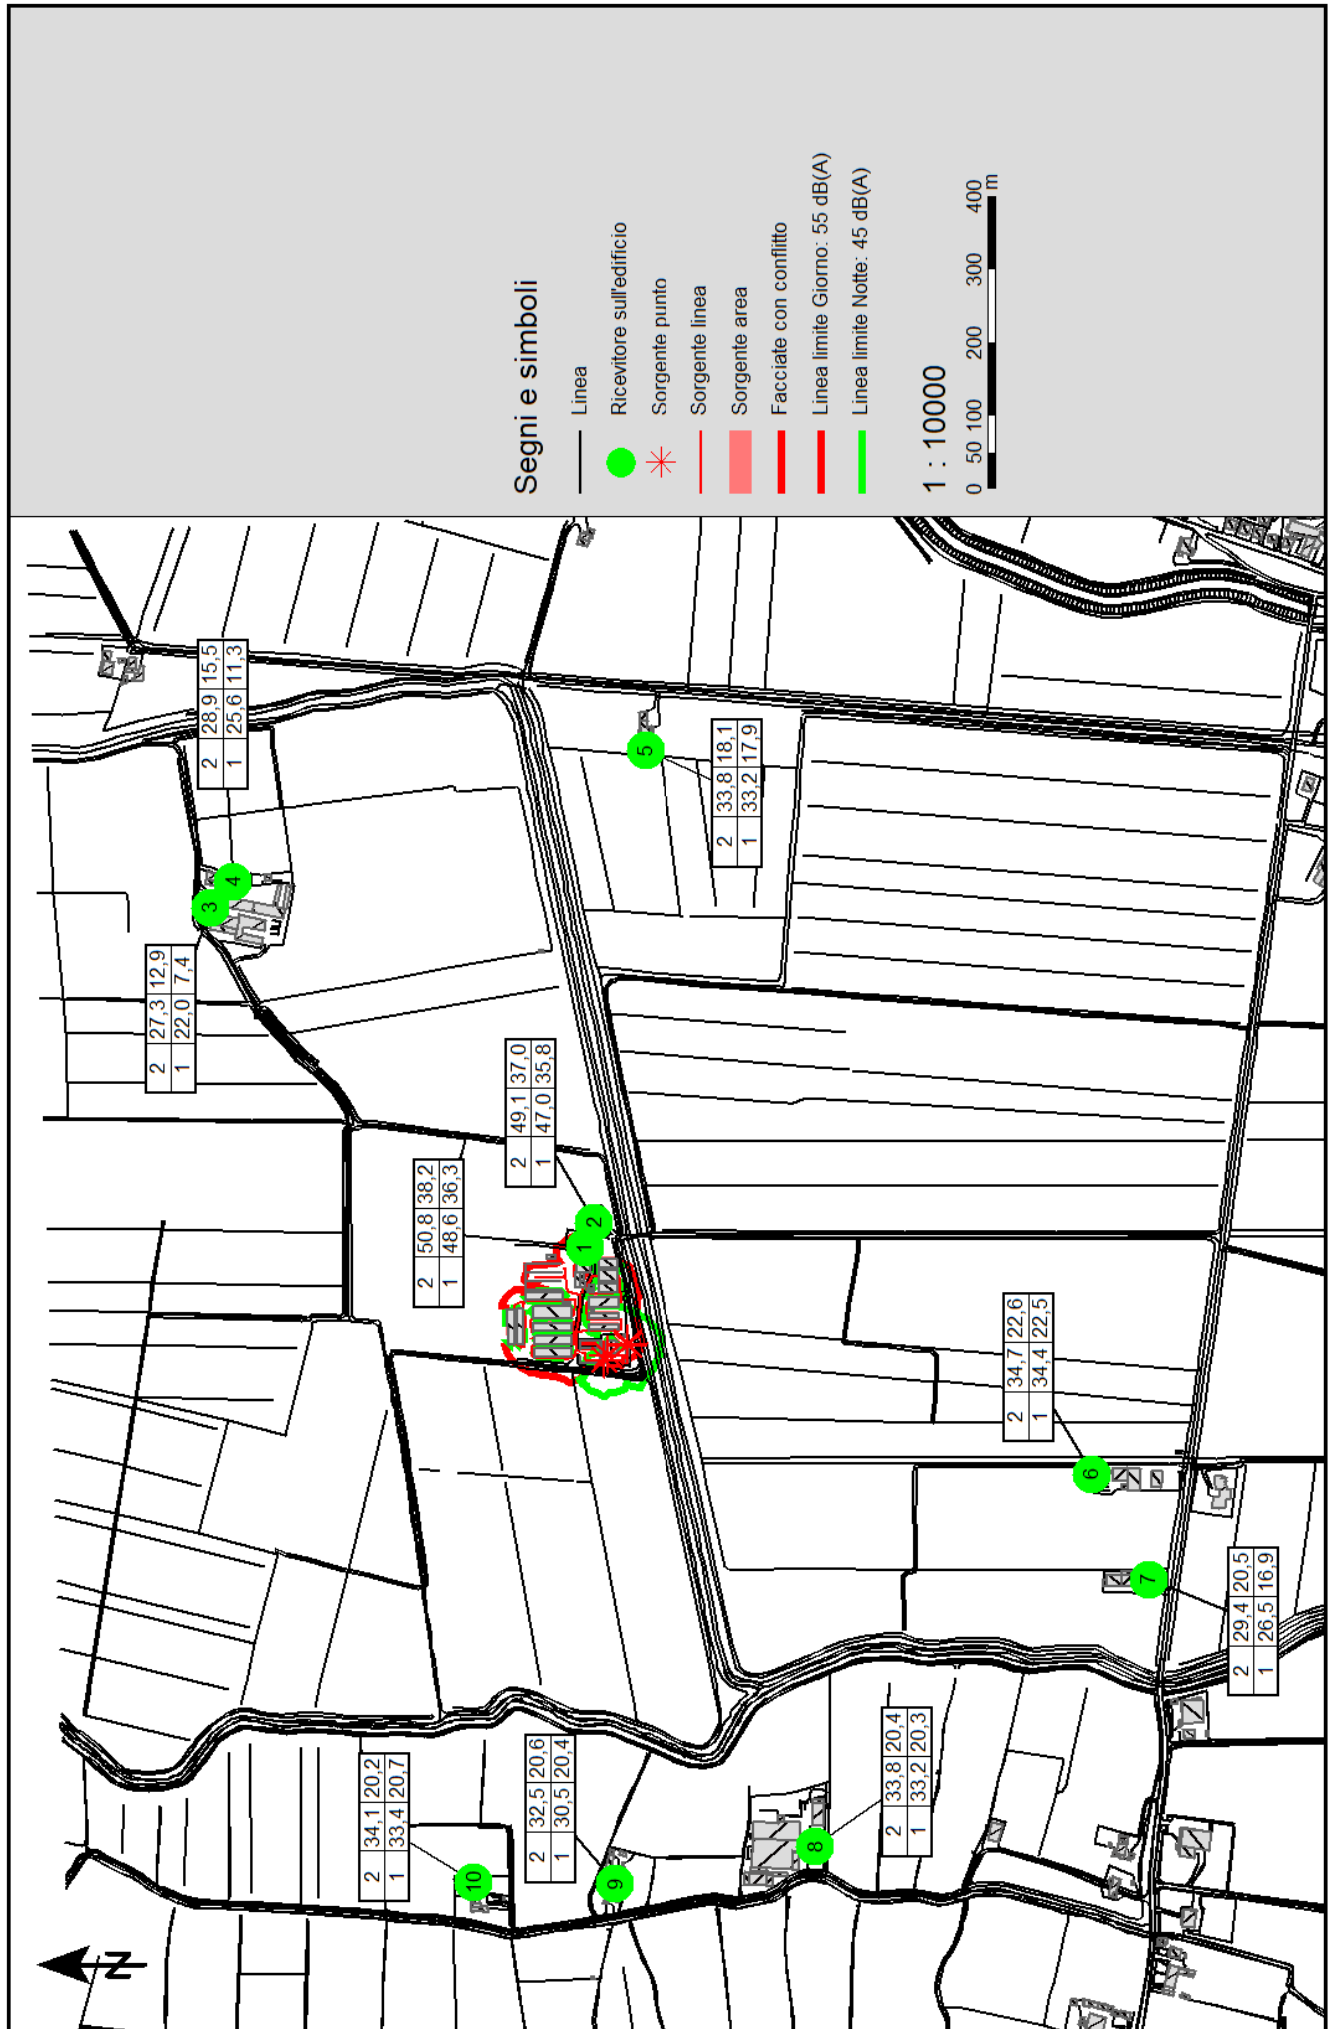 Segni e simboli
Linea
Ricevitore sull'edificio
Sorgente punto
Sorgente linea
Sorgente area
Facciate con conflitto
Linea limite Giorno: 55 dB(A)
Linea limite Notte: 45 dB(A)
1 : 10000
0 50 100 200 300 400
m
N
10
2 34,1 20,2
1 33,4 20,7
9
2 32,5 20,6
1 30,5 20,4
8
2 33,8 20,4
1 33,2 20,3
7
2 29,4 20,5
1 26,5 16,9
6
2 34,7 22,6
1 34,4 22,5
1
2 50,8 38,2
1 48,6 36,3
2
2 49,1 37,0
1 47,0 35,8
3
2 27,3 12,9
1 22,0 7,4
4
2 28,9 15,5
1 25,6 11,3
5
2 33,8 18,1
1 33,2 17,9